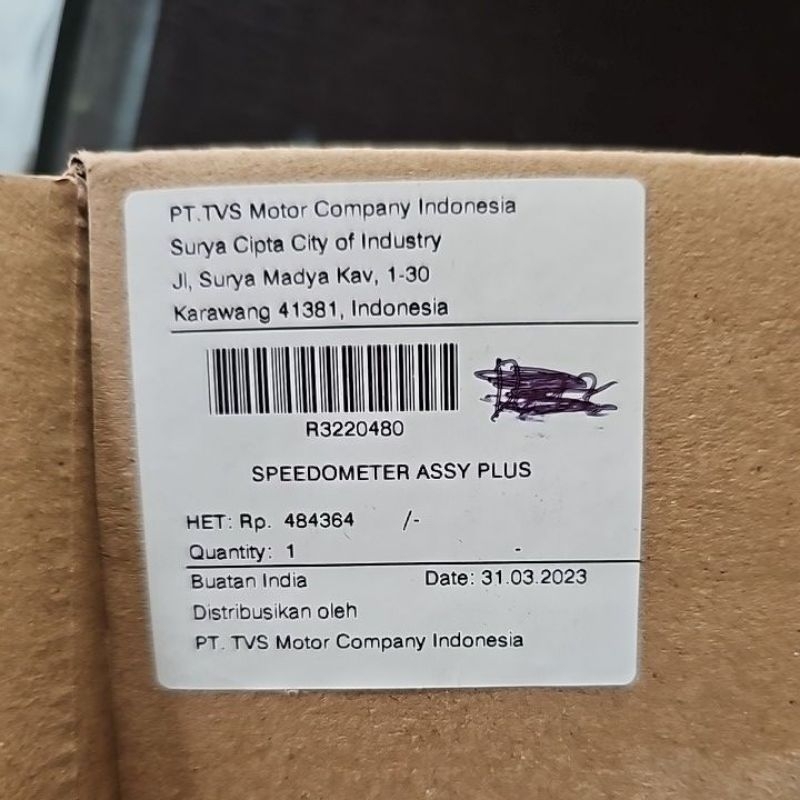 PT.TVS Motor Company Indonesia
Surya Cipta City of Industry
Jl, Surya Madya Kav, 1-30
Karawang 41381, Indonesia
R3220480
SPEEDOMETER ASSY PLUS
HET: Rp. 484364 /-
Quantity: 1 -
Buatan India Date: 31.03.2023
Distribusikan oleh
PT. TVS Motor Company Indonesia